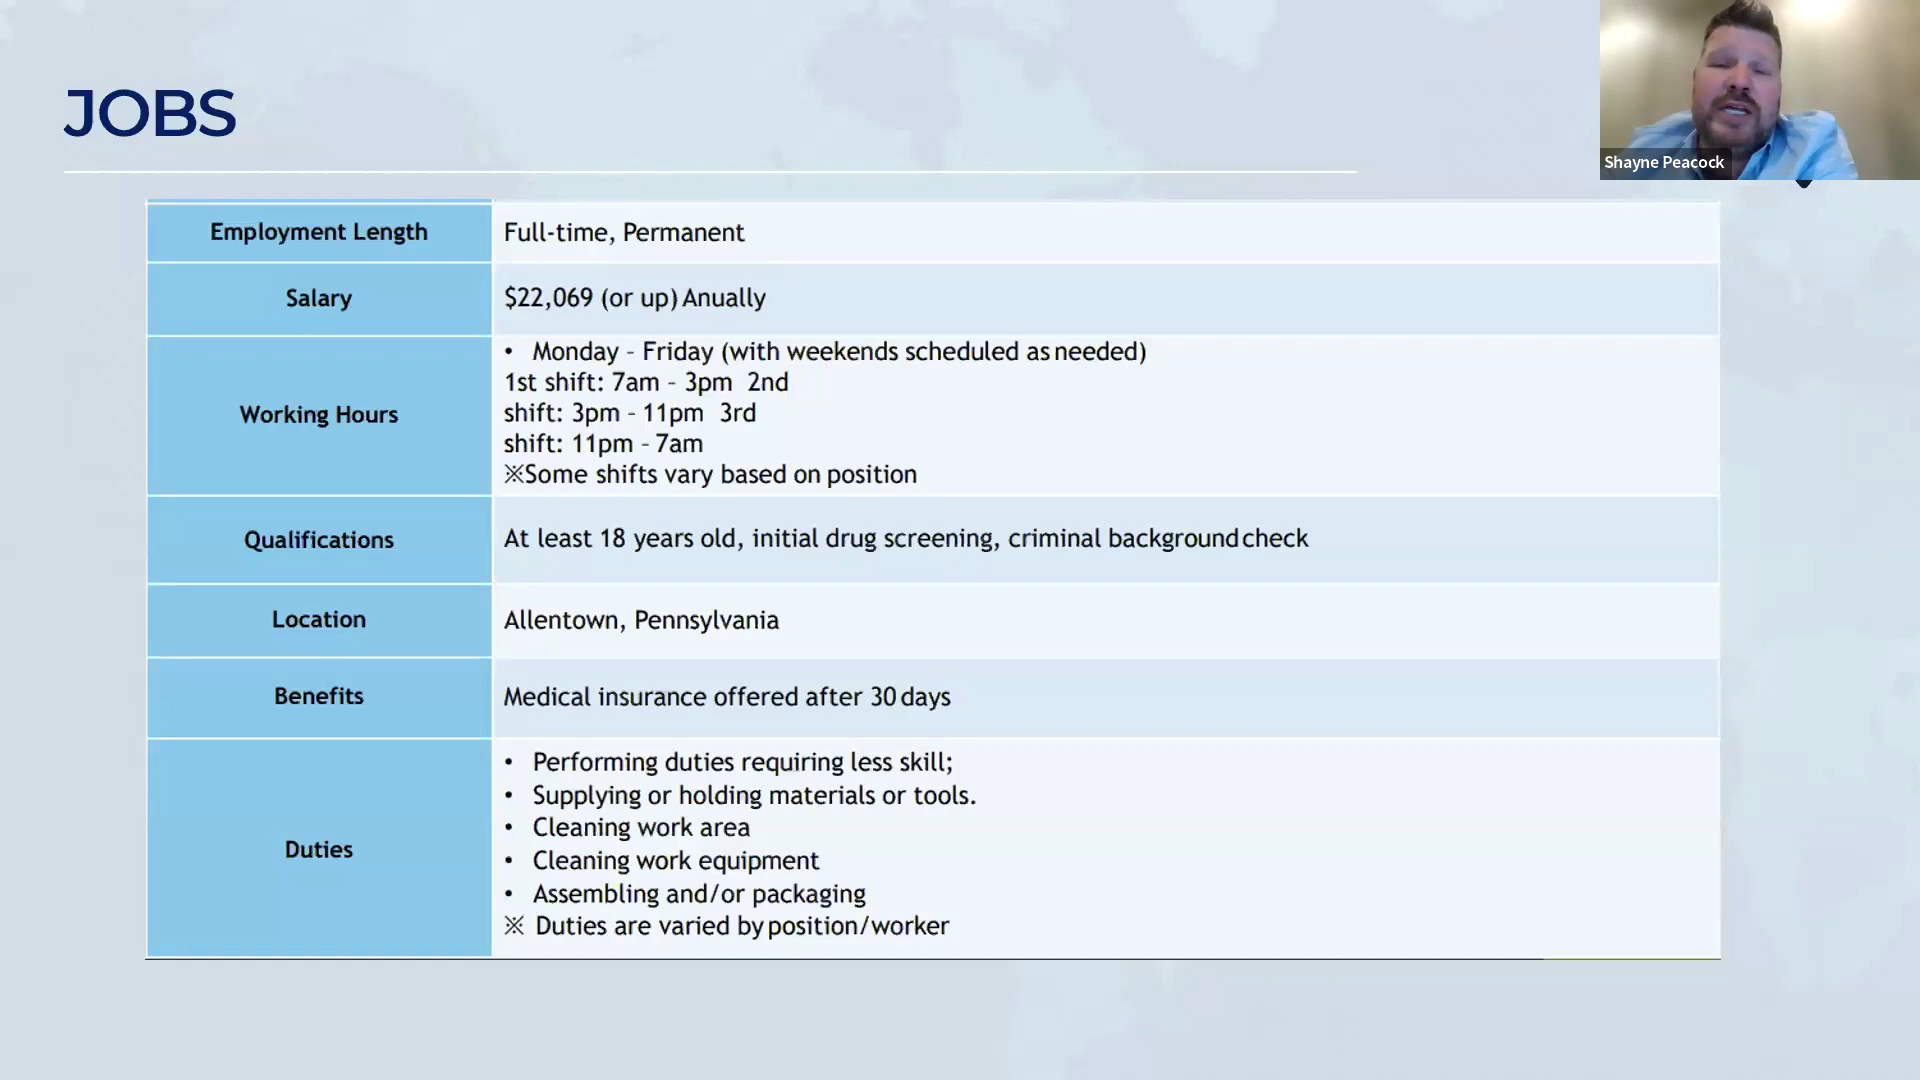 JOBS
Shayne Peacock
Employment Length
Full-time, Permanent
Salary
$22,069 (or up) Anually
Working Hours
• Monday – Friday (with weekends scheduled as needed)
1st shift: 7am – 3pm 2nd
shift: 3pm – 11pm 3rd
shift: 11pm – 7am
※Some shifts vary based on position
Qualifications
At least 18 years old, initial drug screening, criminal background check
Location
Allentown, Pennsylvania
Benefits
Medical insurance offered after 30 days
Duties
• Performing duties requiring less skill;
• Supplying or holding materials or tools.
• Cleaning work area
• Cleaning work equipment
• Assembling and/or packaging
※ Duties are varied by position/worker